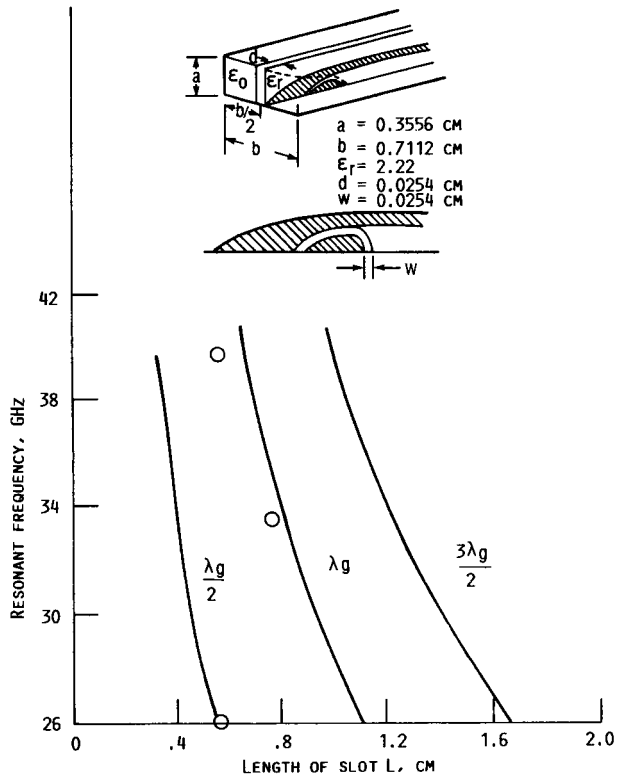 d
a
ε₀
εr
b/2
b
a = 0.3556 CM
b = 0.7112 CM
εr = 2.22
d = 0.0254 CM
W = 0.0254 CM
W
42
38
34
30
26
RESONANT FREQUENCY, GHz
λg/2
λg
3λg/2
0 .4 .8 1.2 1.6 2.0
LENGTH OF SLOT L, CM